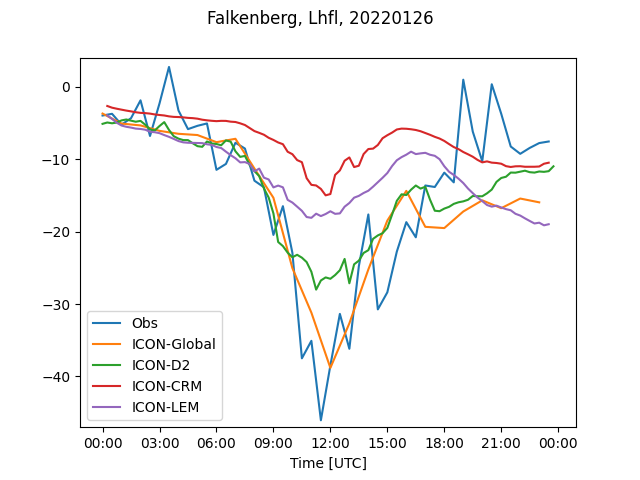 Falkenberg, Lhfl, 20220126
0
−10
−20
−30
−40
Obs
ICON-Global
ICON-D2
ICON-CRM
ICON-LEM
00:00 03:00 06:00 09:00 12:00 15:00 18:00 21:00 00:00
Time [UTC]